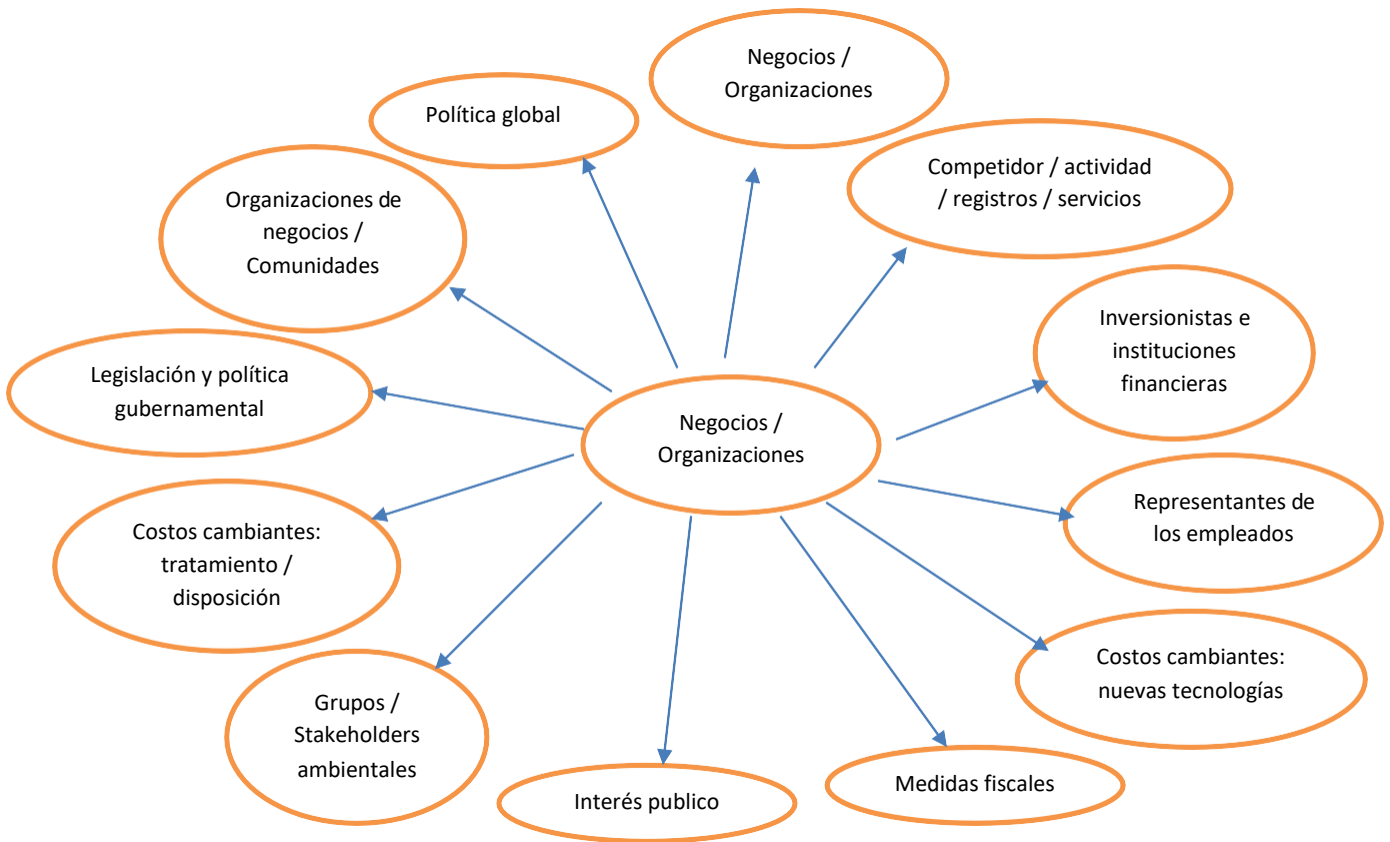 Negocios /
Organizaciones
Política global
Competidor / actividad
/ registros / servicios
Organizaciones de
negocios /
Comunidades
Inversionistas e
instituciones
financieras
Legislación y política
gubernamental
Negocios /
Organizaciones
Representantes de
los empleados
Costos cambiantes:
tratamiento /
disposición
Costos cambiantes:
nuevas tecnologías
Grupos /
Stakeholders
ambientales
Medidas fiscales
Interés publico